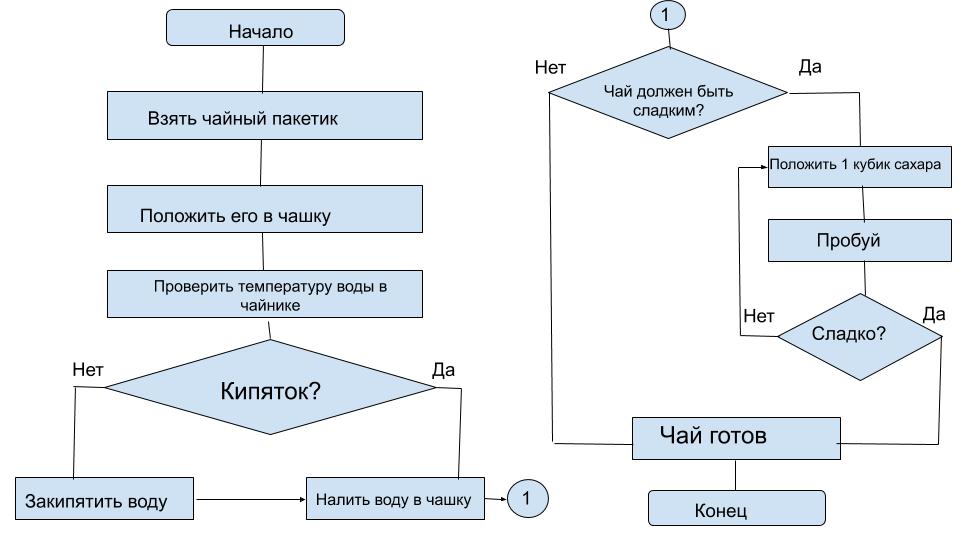 Начало
Взять чайный пакетик
Положить его в чашку
Проверить температуру воды в
чайнике
Нет
Да
Кипяток?
Закипятить воду
Налить воду в чашку
1
1
Нет
Да
Чай должен быть
сладким?
Положить 1 кубик сахара
Пробуй
Нет
Да
Сладко?
Чай готов
Конец